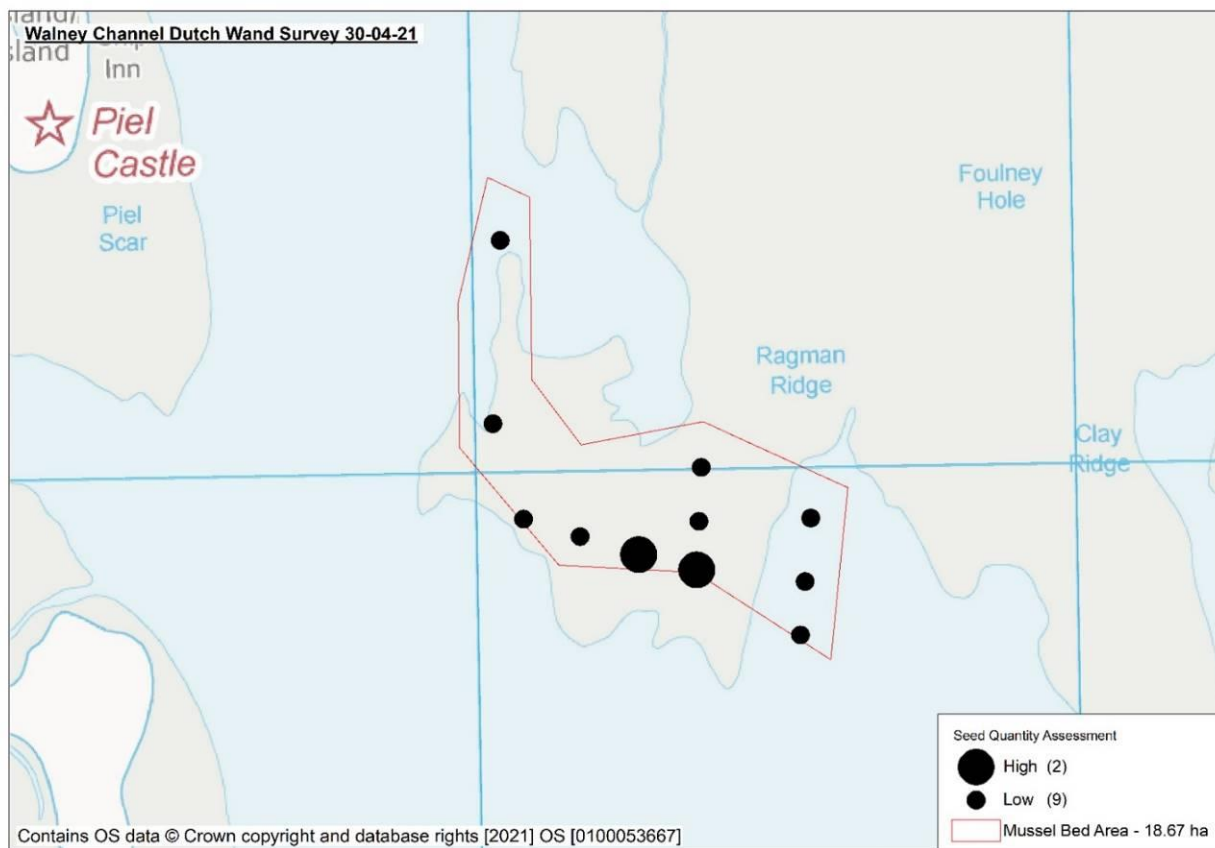 Walney Channel Dutch Wand Survey 30-04-21
Inn
Piel
Castle
Piel
Scar
Foulney
Hole
Ragman
Ridge
Clay
Ridge
Seed Quantity Assessment
High (2)
Low (9)
Mussel Bed Area - 18.67 ha
Contains OS data © Crown copyright and database rights [2021] OS [0100053667]